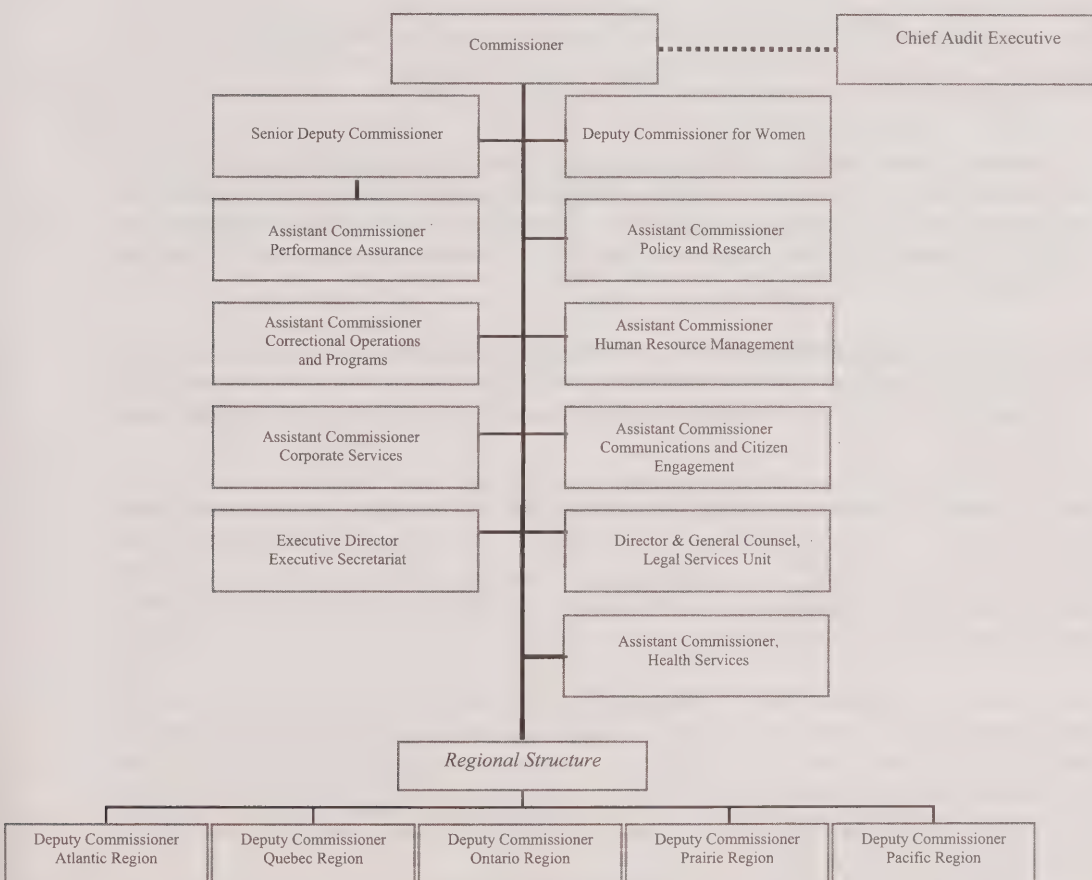 Commissioner
Chief Audit Executive
Senior Deputy Commissioner
Deputy Commissioner for Women
Assistant Commissioner
Performance Assurance
Assistant Commissioner
Policy and Research
Assistant Commissioner
Correctional Operations
and Programs
Assistant Commissioner
Human Resource Management
Assistant Commissioner
Corporate Services
Assistant Commissioner
Communications and Citizen
Engagement
Executive Director
Executive Secretariat
Director & General Counsel,
Legal Services Unit
Assistant Commissioner,
Health Services
Regional Structure
Deputy Commissioner
Atlantic Region
Deputy Commissioner
Quebec Region
Deputy Commissioner
Ontario Region
Deputy Commissioner
Prairie Region
Deputy Commissioner
Pacific Region